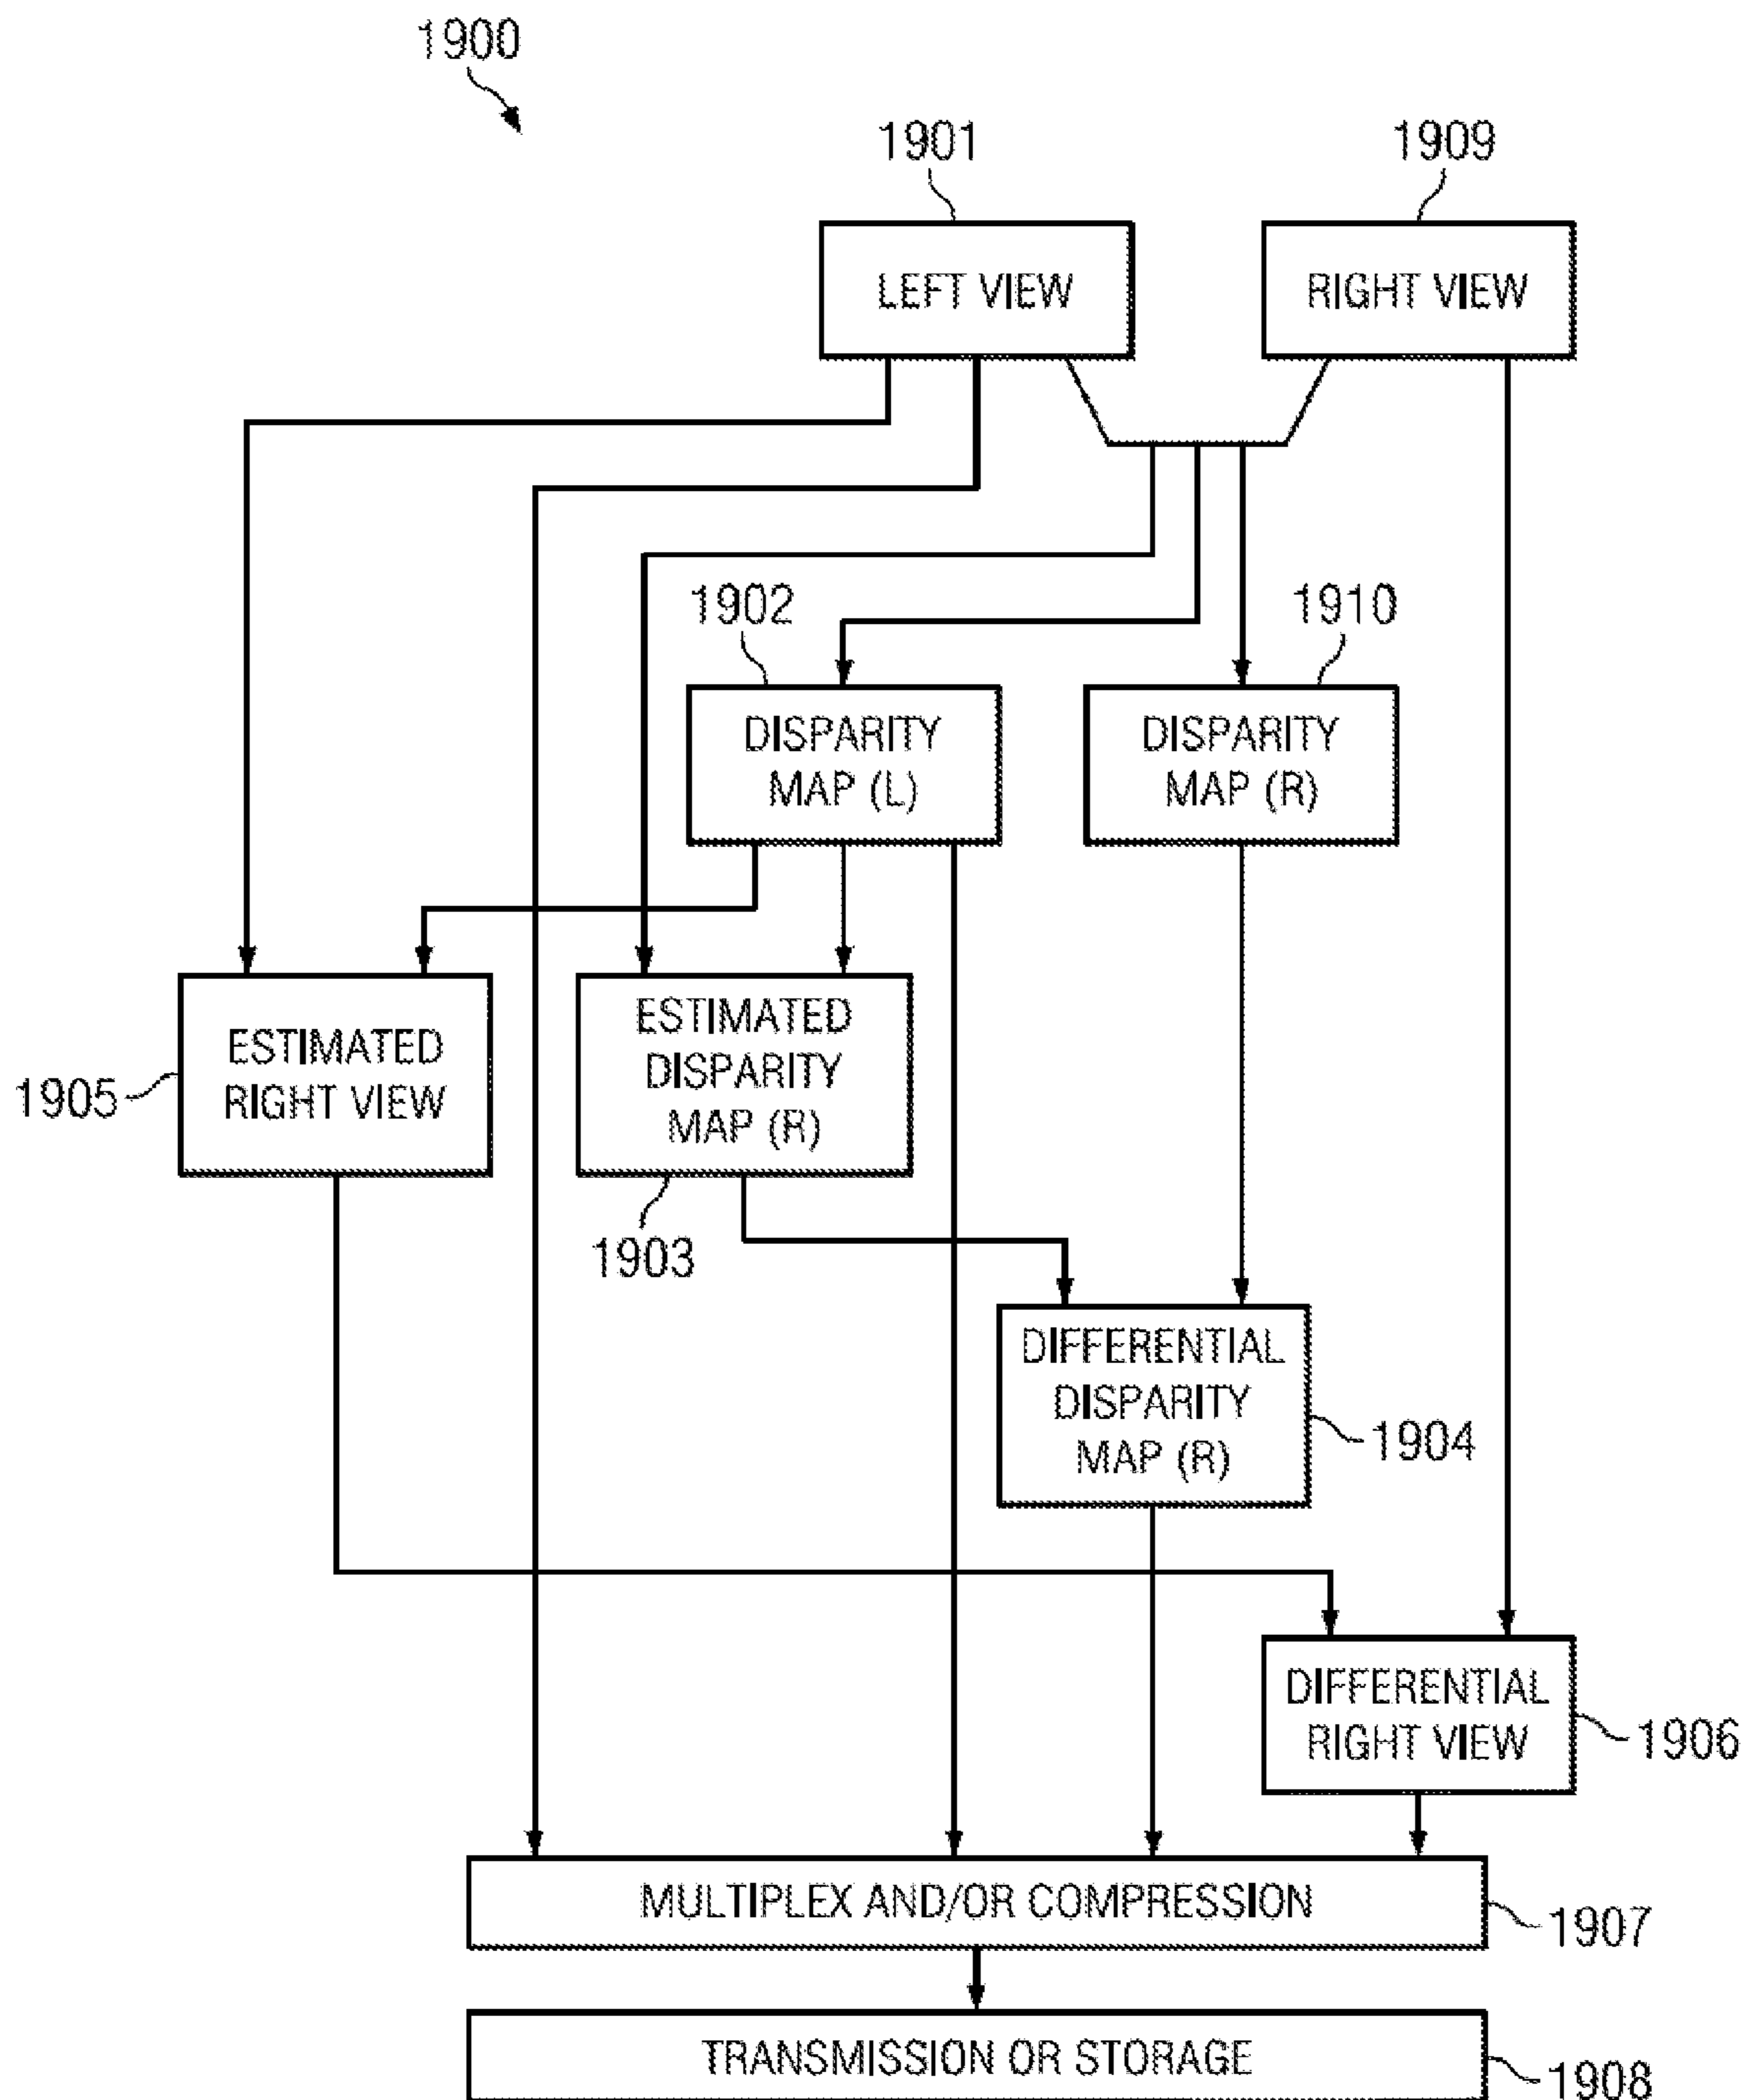 1900
1901
1909
LEFT VIEW
RIGHT VIEW
1902
1910
DISPARITY
MAP (L)
DISPARITY
MAP (R)
ESTIMATED
RIGHT VIEW
1905
ESTIMATED
DISPARITY
MAP (R)
1903
DIFFERENTIAL
DISPARITY
MAP (R)
1904
DIFFERENTIAL
RIGHT VIEW
1906
MULTIPLEX AND/OR COMPRESSION
1907
TRANSMISSION OR STORAGE
1908